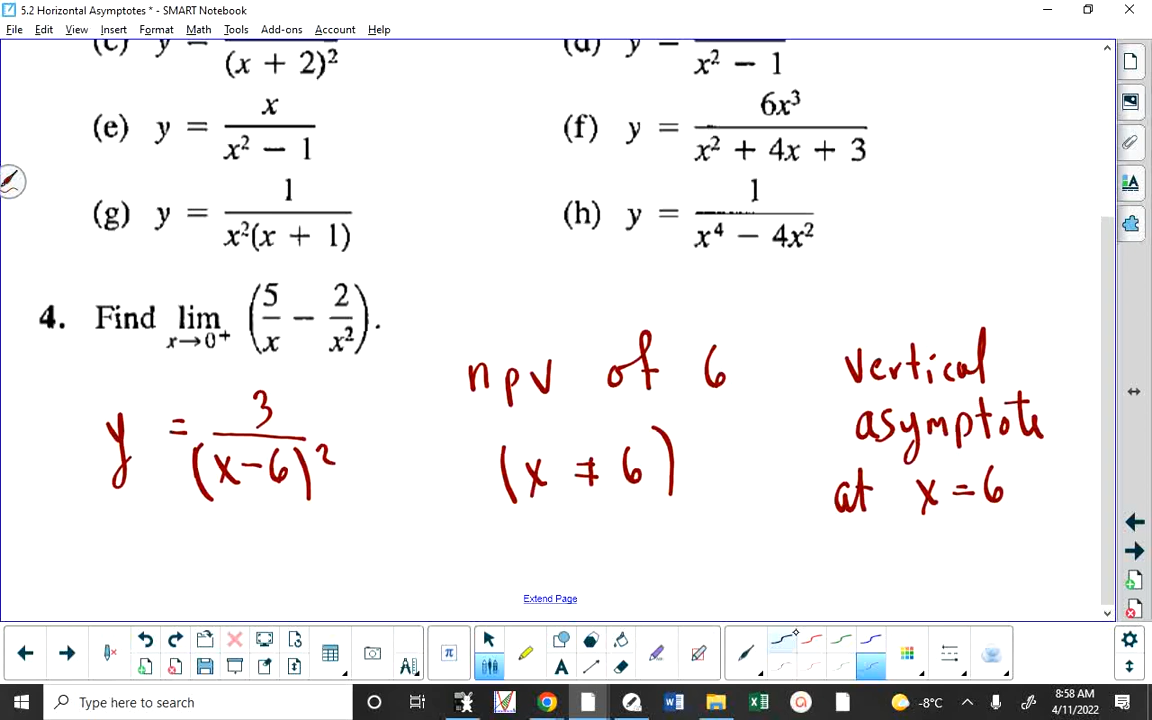 5.2 Horizontal Asymptotes * - SMART Notebook
File Edit View Insert Format Math Tools Add-ons Account Help
(c) y = (x + 2)² (d) y = x² − 1
(e) y = x / (x² − 1) (f) y = 6x³ / (x² + 4x + 3)
(g) y = 1 / (x²(x + 1)) (h) y = 1 / (x⁴ − 4x²)
4. Find lim x→0⁺ (5/x − 2/x²).
y = 3 / (x−6)²
npv of 6
(x ≠ 6)
vertical
asymptote
at x = 6
Extend Page
Type here to search
-8°C
8:58 AM
4/11/2022